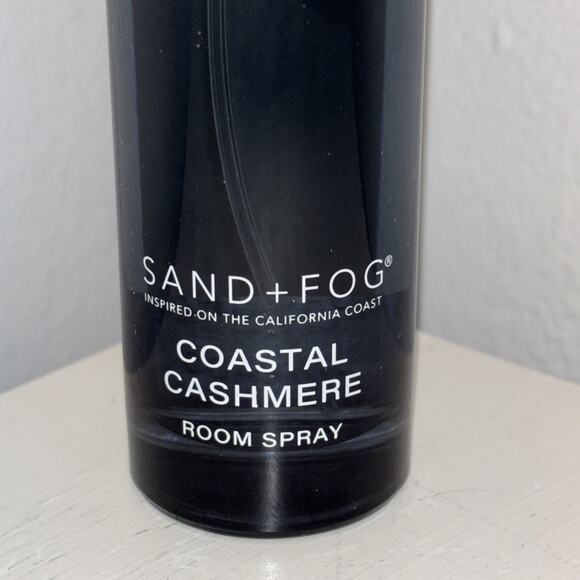 SAND + FOG®
INSPIRED ON THE CALIFORNIA COAST
COASTAL
CASHMERE
ROOM SPRAY